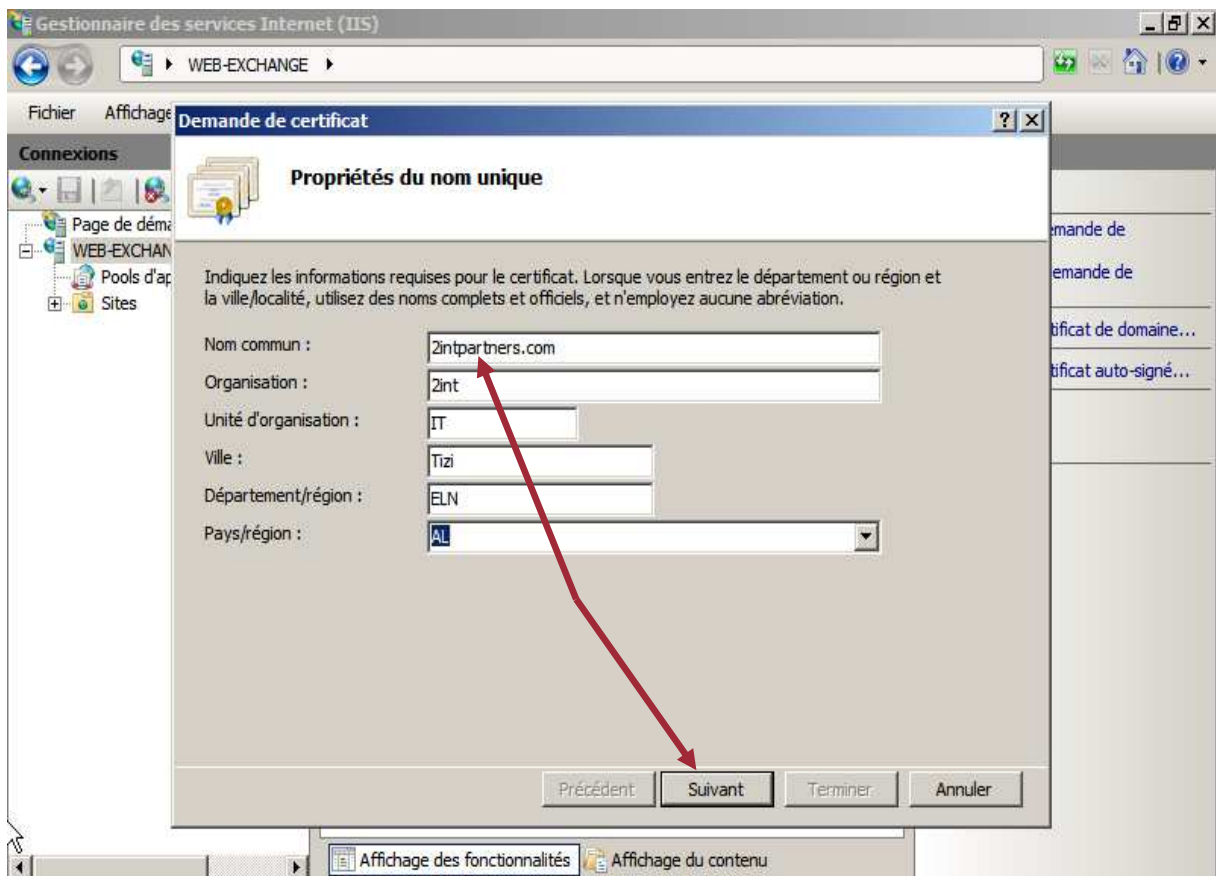 Gestionnaire des services Internet (IIS)
WEB-EXCHANGE
Fichier Affichage
Demande de certificat
Connexions
Propriétés du nom unique
Page de déma
WEB-EXCHAN
Pools d'ap
Sites
Indiquez les informations requises pour le certificat. Lorsque vous entrez le département ou région et
la ville/localité, utilisez des noms complets et officiels, et n'employez aucune abréviation.
Nom commun : 2intpartners.com
Organisation : 2int
Unité d'organisation : IT
Ville : Tizi
Département/région : ELN
Pays/région : AL
emande de
emande de
tificat de domaine...
tificat auto-signé...
Précédent Suivant Terminer Annuler
Affichage des fonctionnalités Affichage du contenu